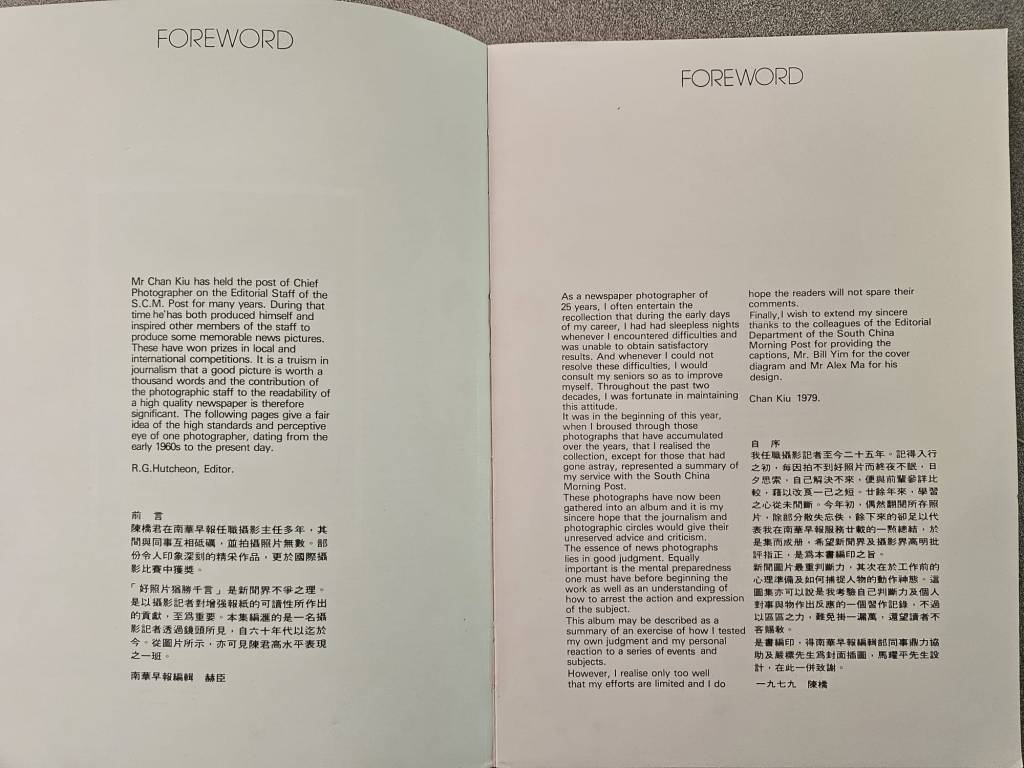 FOREWORD
Mr Chan Kiu has held the post of Chief
Photographer on the Editorial Staff of the
S.C.M. Post for many years. During that
time he has both produced himself and
inspired other members of the staff to
produce some memorable news pictures.
These have won prizes in local and
international competitions. It is a truism in
journalism that a good picture is worth a
thousand words and the contribution of
the photographic staff to the readability of
a high quality newspaper is therefore
significant. The following pages give a fair
idea of the high standards and perceptive
eye of one photographer, dating from the
early 1960s to the present day.
R.G.Hutcheon, Editor.
前 言
陳橋君在南華早報任職攝影主任多年，其
間與同事互相砥礪，並拍攝照片無數。部
份令人印象深刻的精采作品，更於國際攝
影比賽中獲獎。
「好照片猶勝千言」是新聞界不爭之理。
是以攝影記者對增强報紙的可讀性所作出
的貢獻，至爲重要。本集編滙的是一名攝
影記者透過鏡頭所見，自六十年代以迄於
今。從圖片所示，亦可見陳君高水平表現
之一班。
南華早報編輯 赫臣
FOREWORD
As a newspaper photographer of
25 years, I often entertain the
recollection that during the early days
of my career, I had had sleepless nights
whenever I encountered difficulties and
was unable to obtain satisfactory
results. And whenever I could not
resolve these difficulties, I would
consult my seniors so as to improve
myself. Throughout the past two
decades, I was fortunate in maintaining
this attitude.
It was in the beginning of this year,
when I broused through those
photographs that have accumulated
over the years, that I realised the
collection, except for those that had
gone astray, represented a summary of
my service with the South China
Morning Post.
These photographs have now been
gathered into an album and it is my
sincere hope that the journalism and
photographic circles would give their
unreserved advice and criticism.
The essence of news photographs
lies in good judgment. Equally
important is the mental preparedness
one must have before beginning the
work as well as an understanding of
how to arrest the action and expression
of the subject.
This album may be described as a
summary of an exercise of how I tested
my own judgment and my personal
reaction to a series of events and
subjects.
However, I realise only too well
that my efforts are limited and I do
hope the readers will not spare their
comments.
Finally,I wish to extend my sincere
thanks to the colleagues of the Editorial
Department of the South China
Morning Post for providing the
captions, Mr. Bill Yim for the cover
diagram and Mr Alex Ma for his
design.
Chan Kiu 1979.
自 序
我任職攝影記者至今二十五年。記得入行
之初，每因拍不到好照片而終夜不眠，日
夕思索，自己解決不來，便與前輩參詳比
較，藉以改良一己之短。廿餘年來，學習
之心從未間斷。今年初，偶然翻閱所存照
片，除部分散失忘佚，餘下來的卻足以代
表我在南華早報服務廿載的一點總結，於
是集而成册，希望新聞界及攝影界高明批
評指正，是爲本書編印之旨。
新聞圖片最重判斷力，其次在於工作前的
心理準備及如何捕捉人物的動作神態。這
圖集亦可以說是我考驗自己判斷力及個人
對事與物作出反應的一個習作記錄，不過
以區區之力，難免掛一漏萬，還望讀者不
吝賜敎。
是書編印，得南華早報編輯部同事鼎力協
助及嚴標先生爲封面插圖，馬耀平先生設
計，在此一併致謝。
一九七九 陳橋